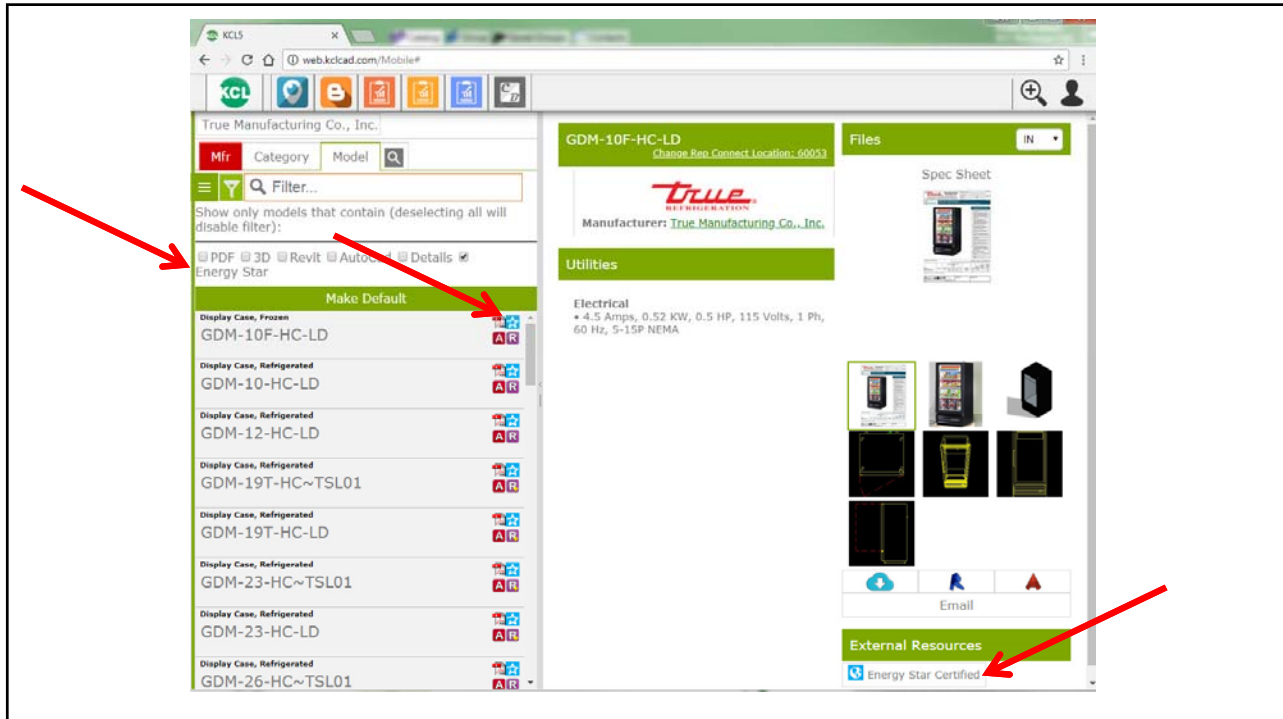 KCL5
web.kclcad.com/Mobile#
KCL
True Manufacturing Co., Inc.
Mfr Category Model
Filter...
Show only models that contain (deselecting all will
disable filter):
PDF 3D Revit AutoCad Details
Energy Star
Make Default
Display Case, Frozen
GDM-10F-HC-LD
A R
Display Case, Refrigerated
GDM-10-HC-LD
A R
Display Case, Refrigerated
GDM-12-HC-LD
A R
Display Case, Refrigerated
GDM-19T-HC~TSL01
A R
Display Case, Refrigerated
GDM-19T-HC-LD
A R
Display Case, Refrigerated
GDM-23-HC~TSL01
A R
Display Case, Refrigerated
GDM-23-HC-LD
A R
Display Case, Refrigerated
GDM-26-HC~TSL01
A R
GDM-10F-HC-LD
Change Rep Connect Location: 60053
True
REFRIGERATION
Manufacturer: True Manufacturing Co., Inc.
Utilities
Electrical
• 4.5 Amps, 0.52 KW, 0.5 HP, 115 Volts, 1 Ph,
60 Hz, 5-15P NEMA
Files IN
Spec Sheet
Email
External Resources
Energy Star Certified